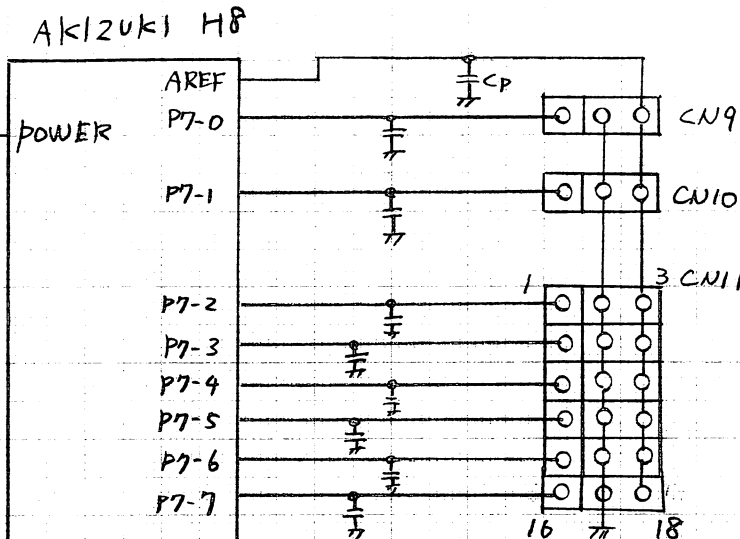 AKIZUKI H8
AREF
Cp
POWER
P7-0
CN9
P7-1
CN10
1
3 CN11
P7-2
P7-3
P7-4
P7-5
P7-6
P7-7
16
18